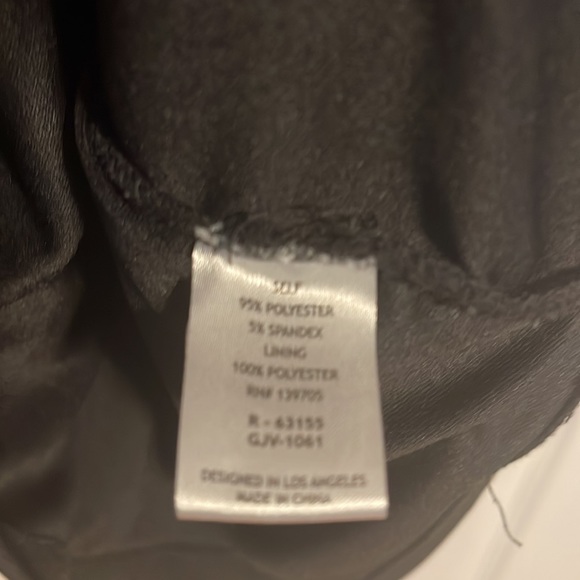 SELF
95% POLYESTER
5% SPANDEX
LINING
100% POLYESTER
RN# 139705
R - 63155
GJV-1061
DESIGNED IN LOS ANGELES
MADE IN CHINA